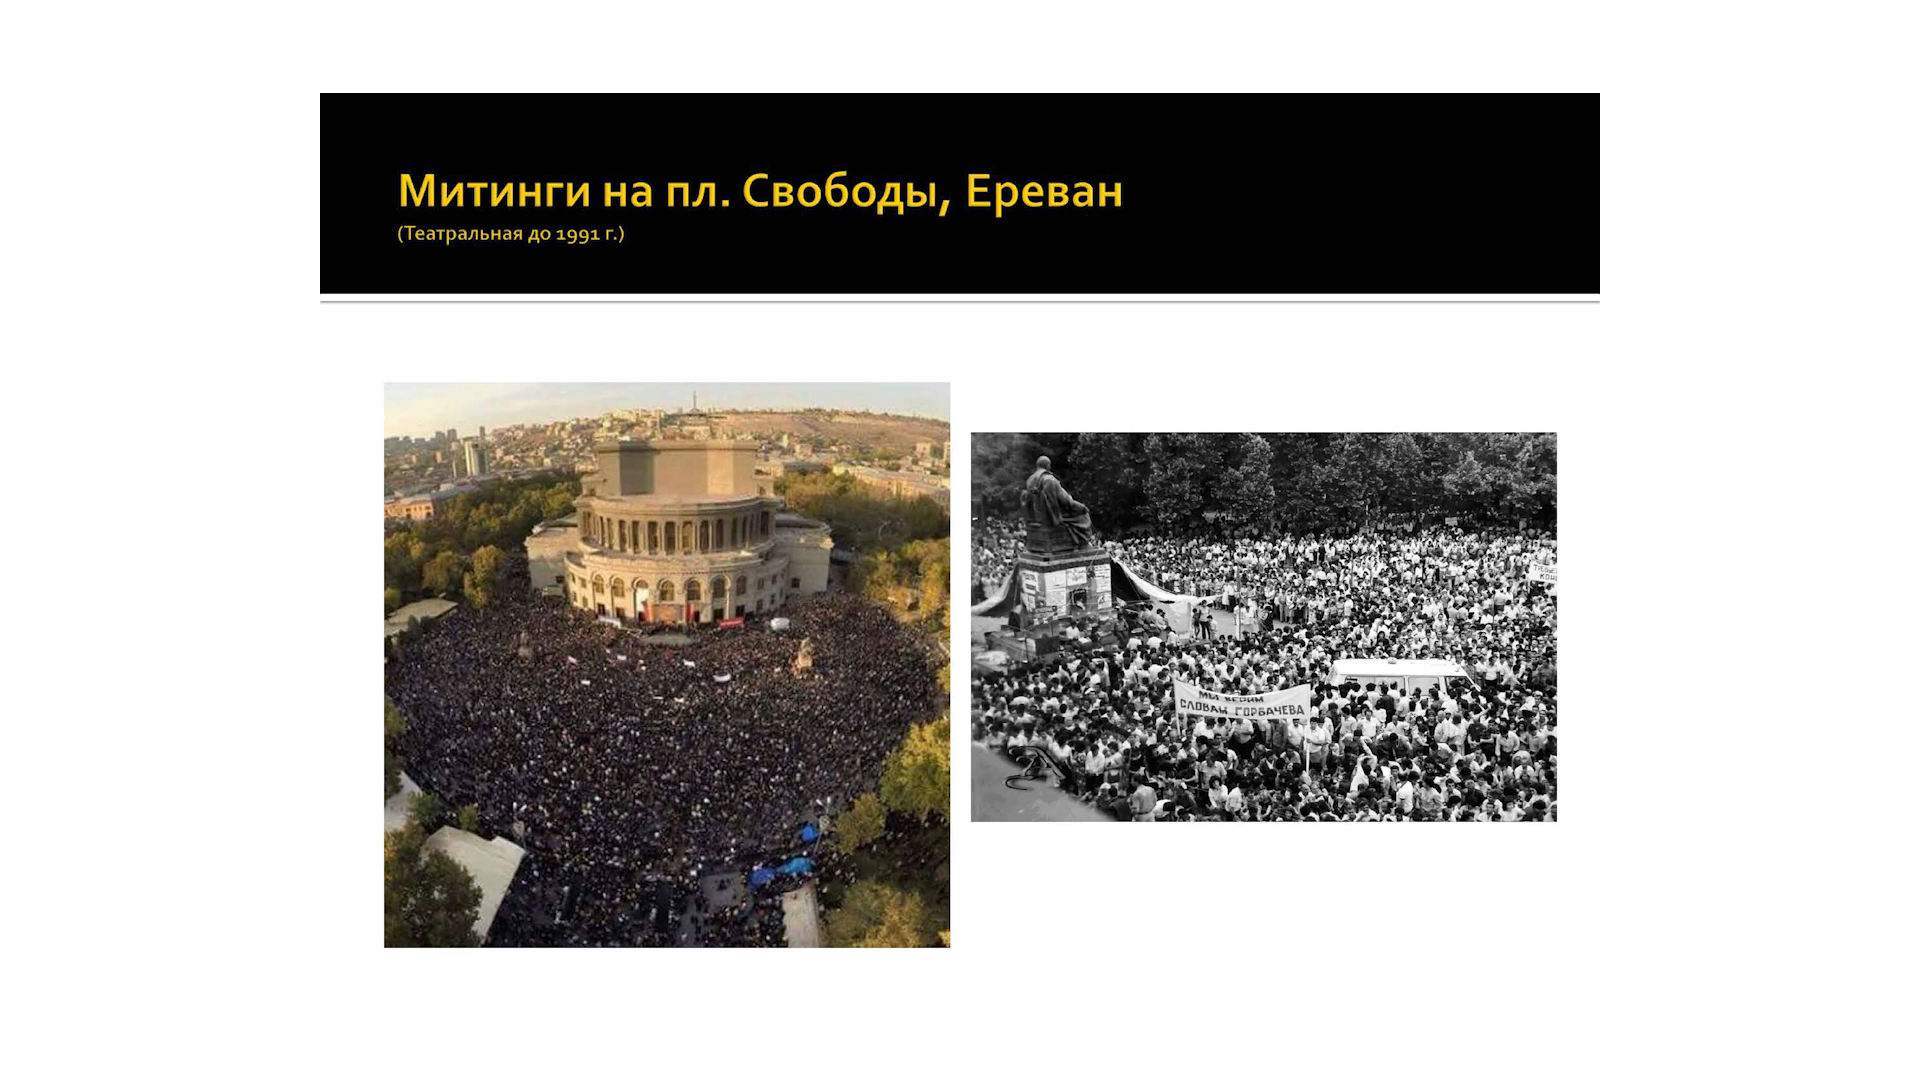 Митинги на пл. Свободы, Ереван
(Театральная до 1991 г.)
МЫ ВЕРИМ
СЛОВАМ ГОРБАЧЕВА